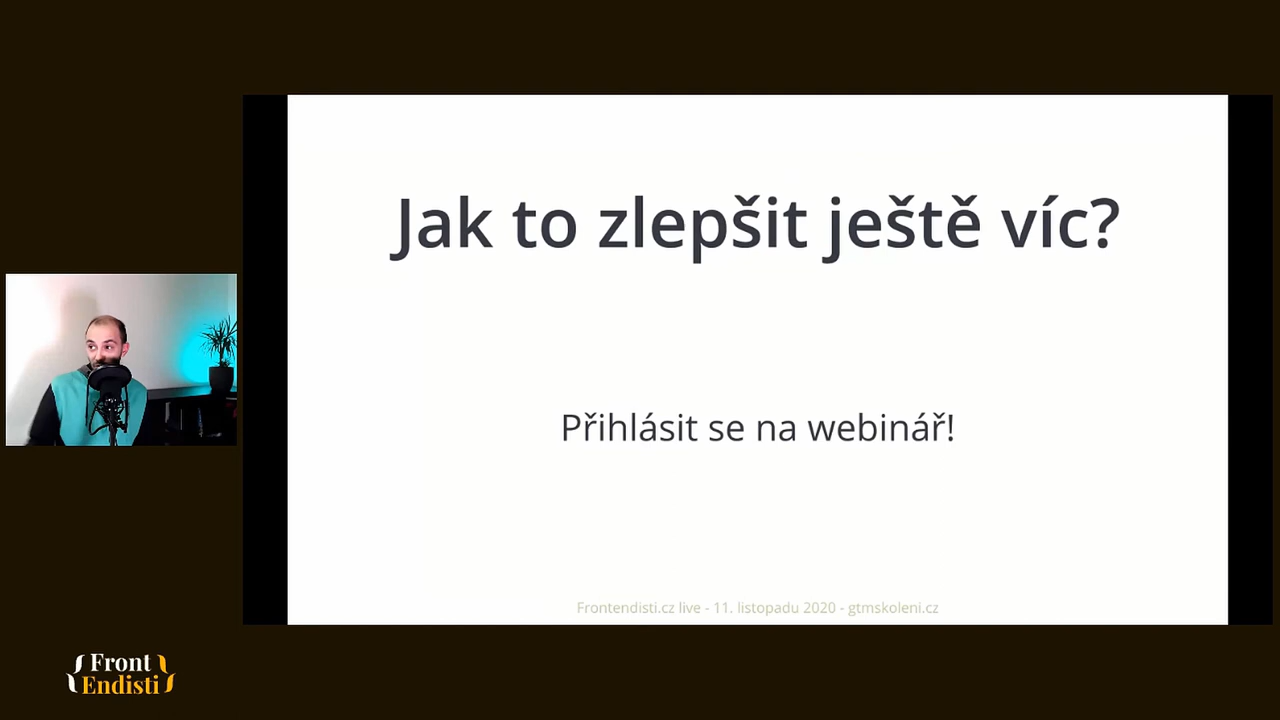 Jak to zlepšit ještě víc?
Přihlásit se na webinář!
Frontendisti.cz live - 11. listopadu 2020 - gtmskoleni.cz
{Front
Endisti}